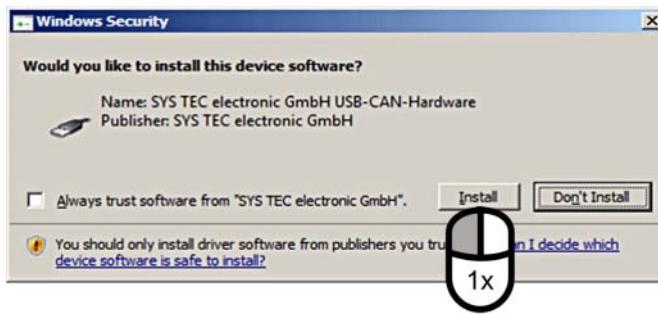 Windows Security
Would you like to install this device software?
Name: SYS TEC electronic GmbH USB-CAN-Hardware
Publisher: SYS TEC electronic GmbH
Always trust software from "SYS TEC electronic GmbH".
Install
Don't Install
You should only install driver software from publishers you I decide which
device software is safe to install?
1x